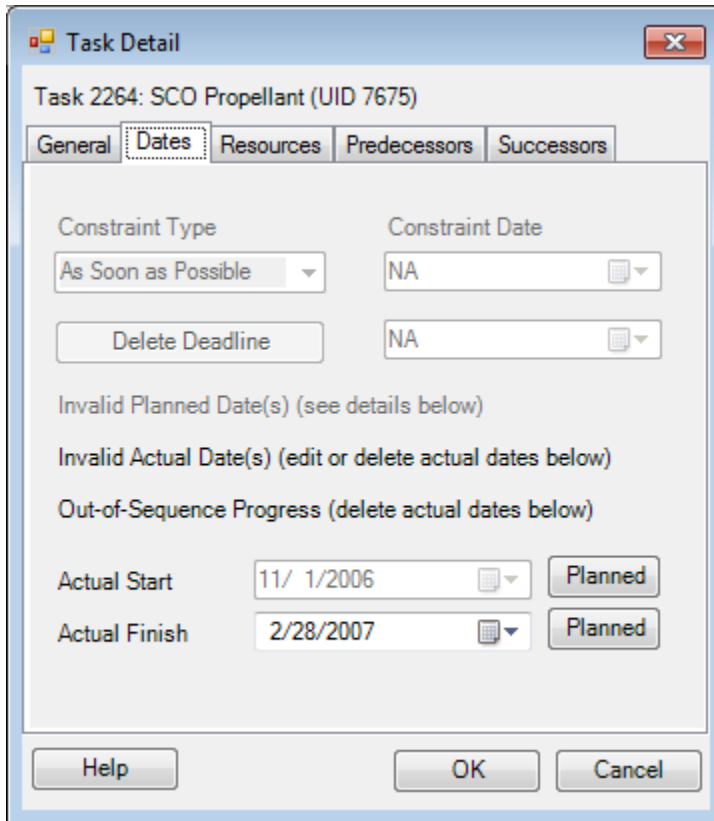 Task Detail
Task 2264: SCO Propellant (UID 7675)
General Dates Resources Predecessors Successors
Constraint Type Constraint Date
As Soon as Possible NA
Delete Deadline NA
Invalid Planned Date(s) (see details below)
Invalid Actual Date(s) (edit or delete actual dates below)
Out-of-Sequence Progress (delete actual dates below)
Actual Start 11/ 1/2006 Planned
Actual Finish 2/28/2007 Planned
Help OK Cancel